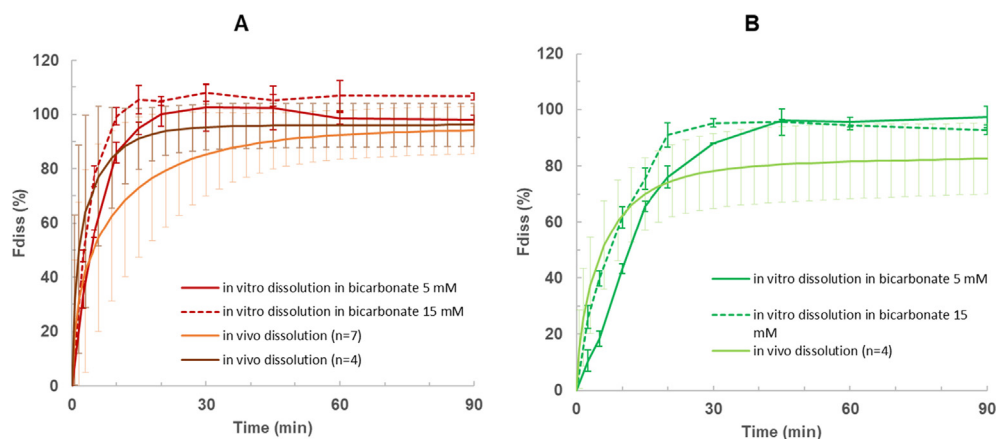 A
120
100
80
60
40
20
0
Fdiss (%)
0 30 60 90
Time (min)
in vitro dissolution in bicarbonate 5 mM
in vitro dissolution in bicarbonate 15 mM
in vivo dissolution (n=7)
in vivo dissolution (n=4)
B
120
100
80
60
40
20
0
Fdiss (%)
0 30 60 90
Time (min)
in vitro dissolution in bicarbonate 5 mM
in vitro dissolution in bicarbonate 15
mM
in vivo dissolution (n=4)